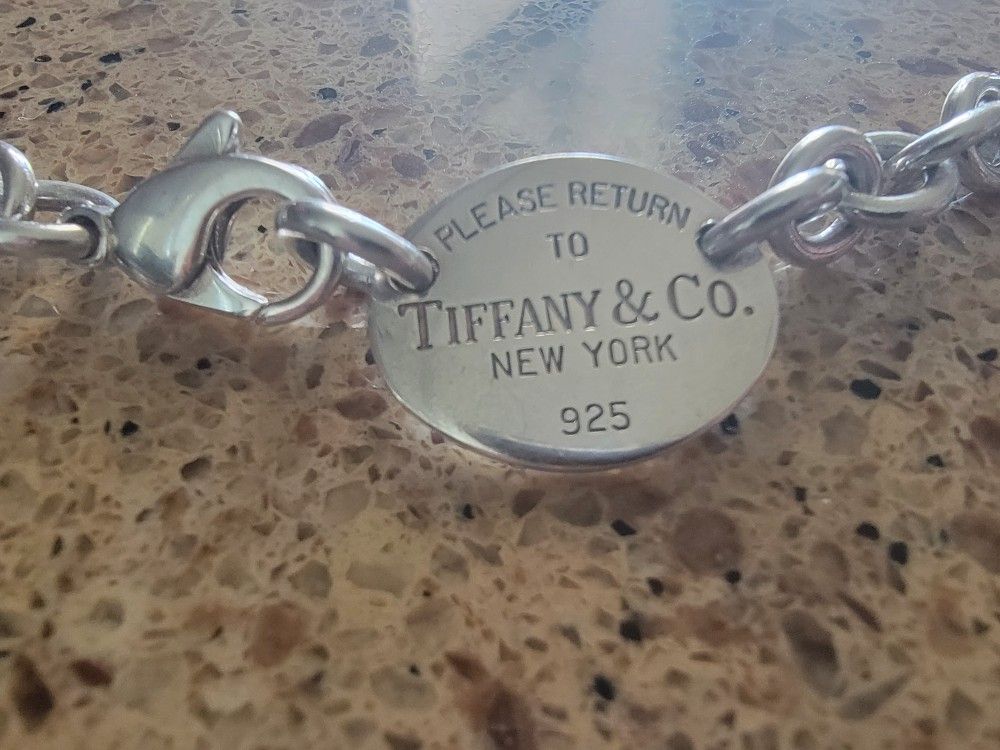 PLEASE RETURN
TO
TIFFANY & CO.
NEW YORK
925